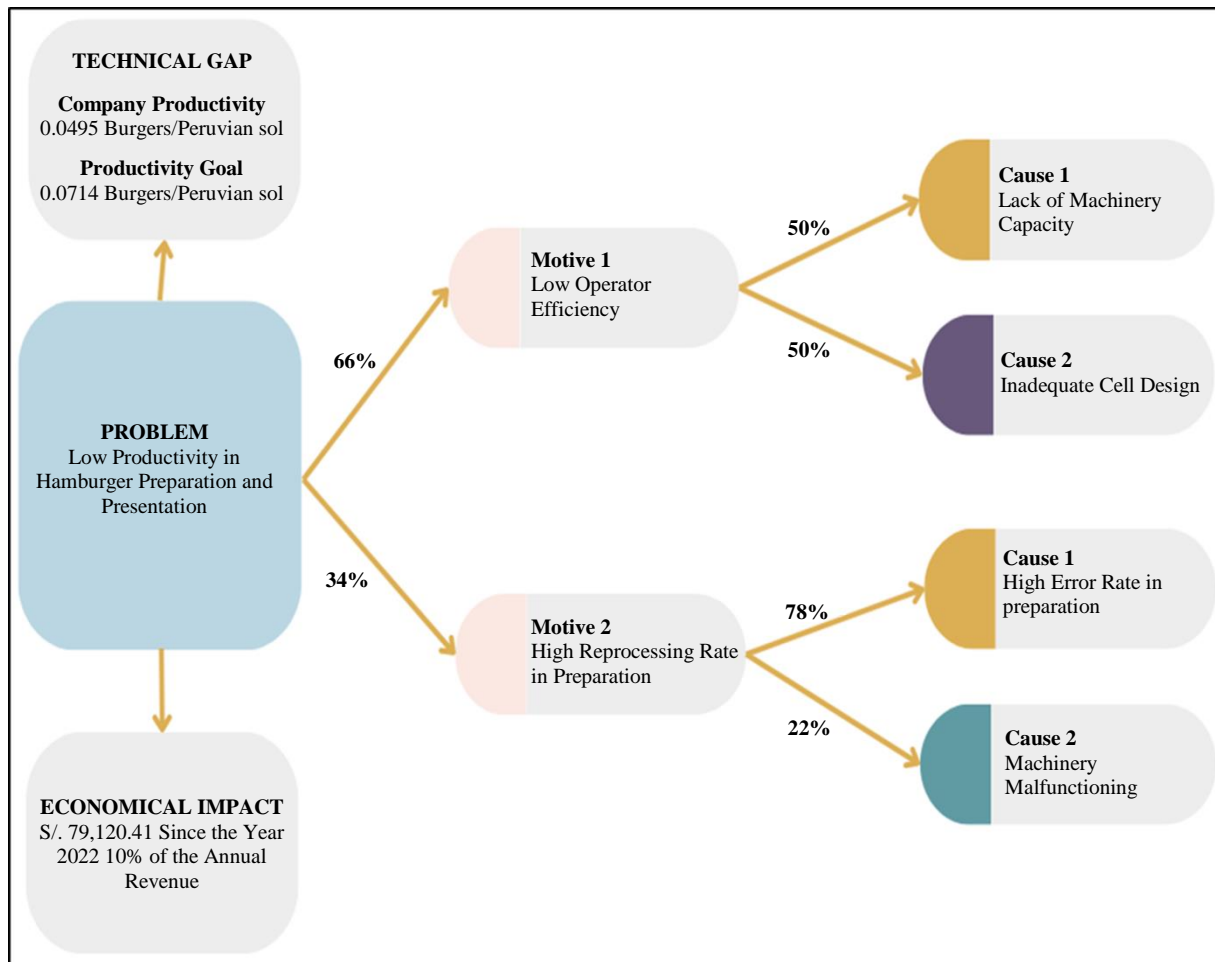 TECHNICAL GAP
Company Productivity
0.0495 Burgers/Peruvian sol
Productivity Goal
0.0714 Burgers/Peruvian sol
PROBLEM
Low Productivity in
Hamburger Preparation and
Presentation
ECONOMICAL IMPACT
S/. 79,120.41 Since the Year
2022 10% of the Annual
Revenue
66%
34%
Motive 1
Low Operator
Efficiency
50%
50%
Cause 1
Lack of Machinery
Capacity
Cause 2
Inadequate Cell Design
Motive 2
High Reprocessing Rate
in Preparation
78%
22%
Cause 1
High Error Rate in
preparation
Cause 2
Machinery
Malfunctioning